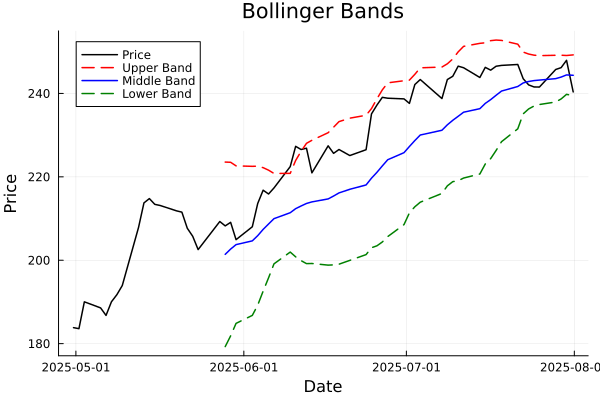 Bollinger Bands
Price
Upper Band
Middle Band
Lower Band
240
220
200
180
Price
2025-05-01 2025-06-01 2025-07-01 2025-08-0
Date